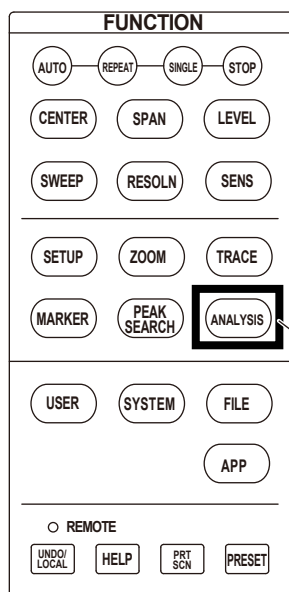 FUNCTION
AUTO REPEAT SINGLE STOP
CENTER SPAN LEVEL
SWEEP RESOLN SENS
SETUP ZOOM TRACE
MARKER PEAK SEARCH ANALYSIS
USER SYSTEM FILE
APP
REMOTE
UNDO/LOCAL HELP PRT SCN PRESET